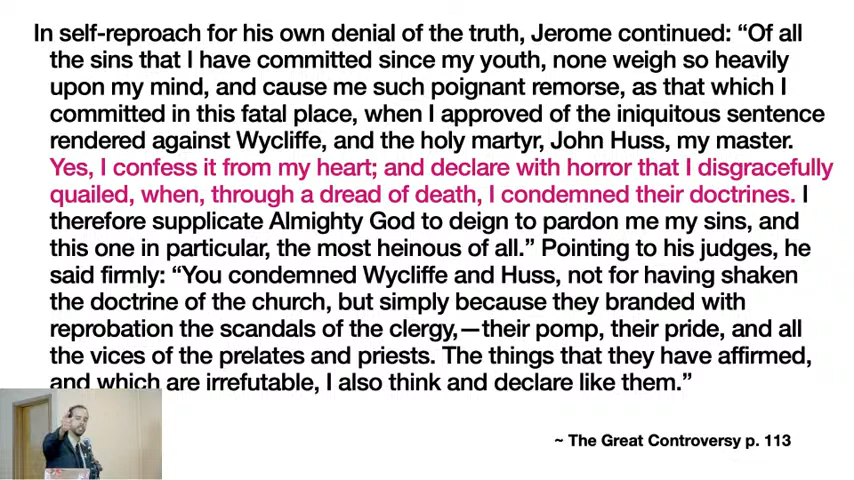 In self-reproach for his own denial of the truth, Jerome continued: “Of all
the sins that I have committed since my youth, none weigh so heavily
upon my mind, and cause me such poignant remorse, as that which I
committed in this fatal place, when I approved of the iniquitous sentence
rendered against Wycliffe, and the holy martyr, John Huss, my master.
Yes, I confess it from my heart; and declare with horror that I disgracefully
quailed, when, through a dread of death, I condemned their doctrines. I
therefore supplicate Almighty God to deign to pardon me my sins, and
this one in particular, the most heinous of all.” Pointing to his judges, he
said firmly: “You condemned Wycliffe and Huss, not for having shaken
the doctrine of the church, but simply because they branded with
reprobation the scandals of the clergy,—their pomp, their pride, and all
the vices of the prelates and priests. The things that they have affirmed,
and which are irrefutable, I also think and declare like them.”
~ The Great Controversy p. 113